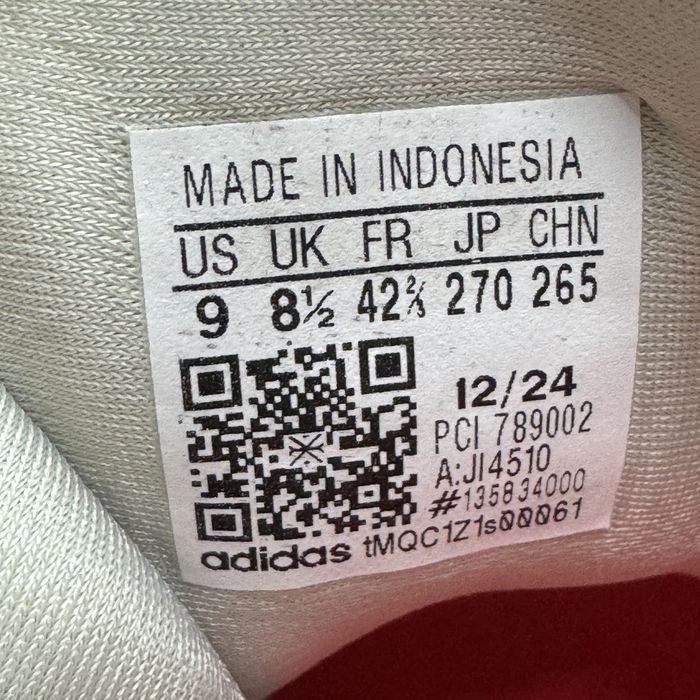 MADE IN INDONESIA
US UK FR JP CHN
9 8½ 42⅔ 270 265
12/24
PCI 789002
A:JI4510
#135834000
adidas tMQC1Z1s00061